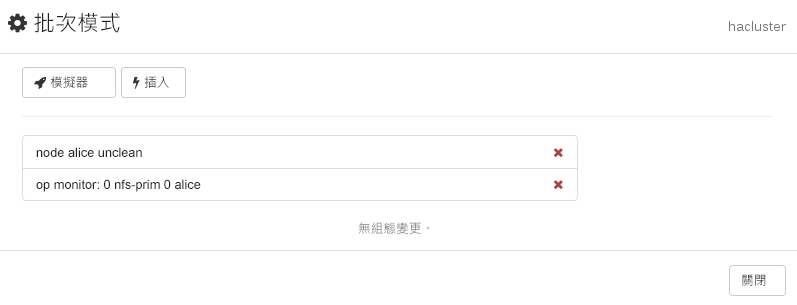 批次模式
hacluster
模擬器
插入
node alice unclean
op monitor: 0 nfs-prim 0 alice
無組態變更。
關閉